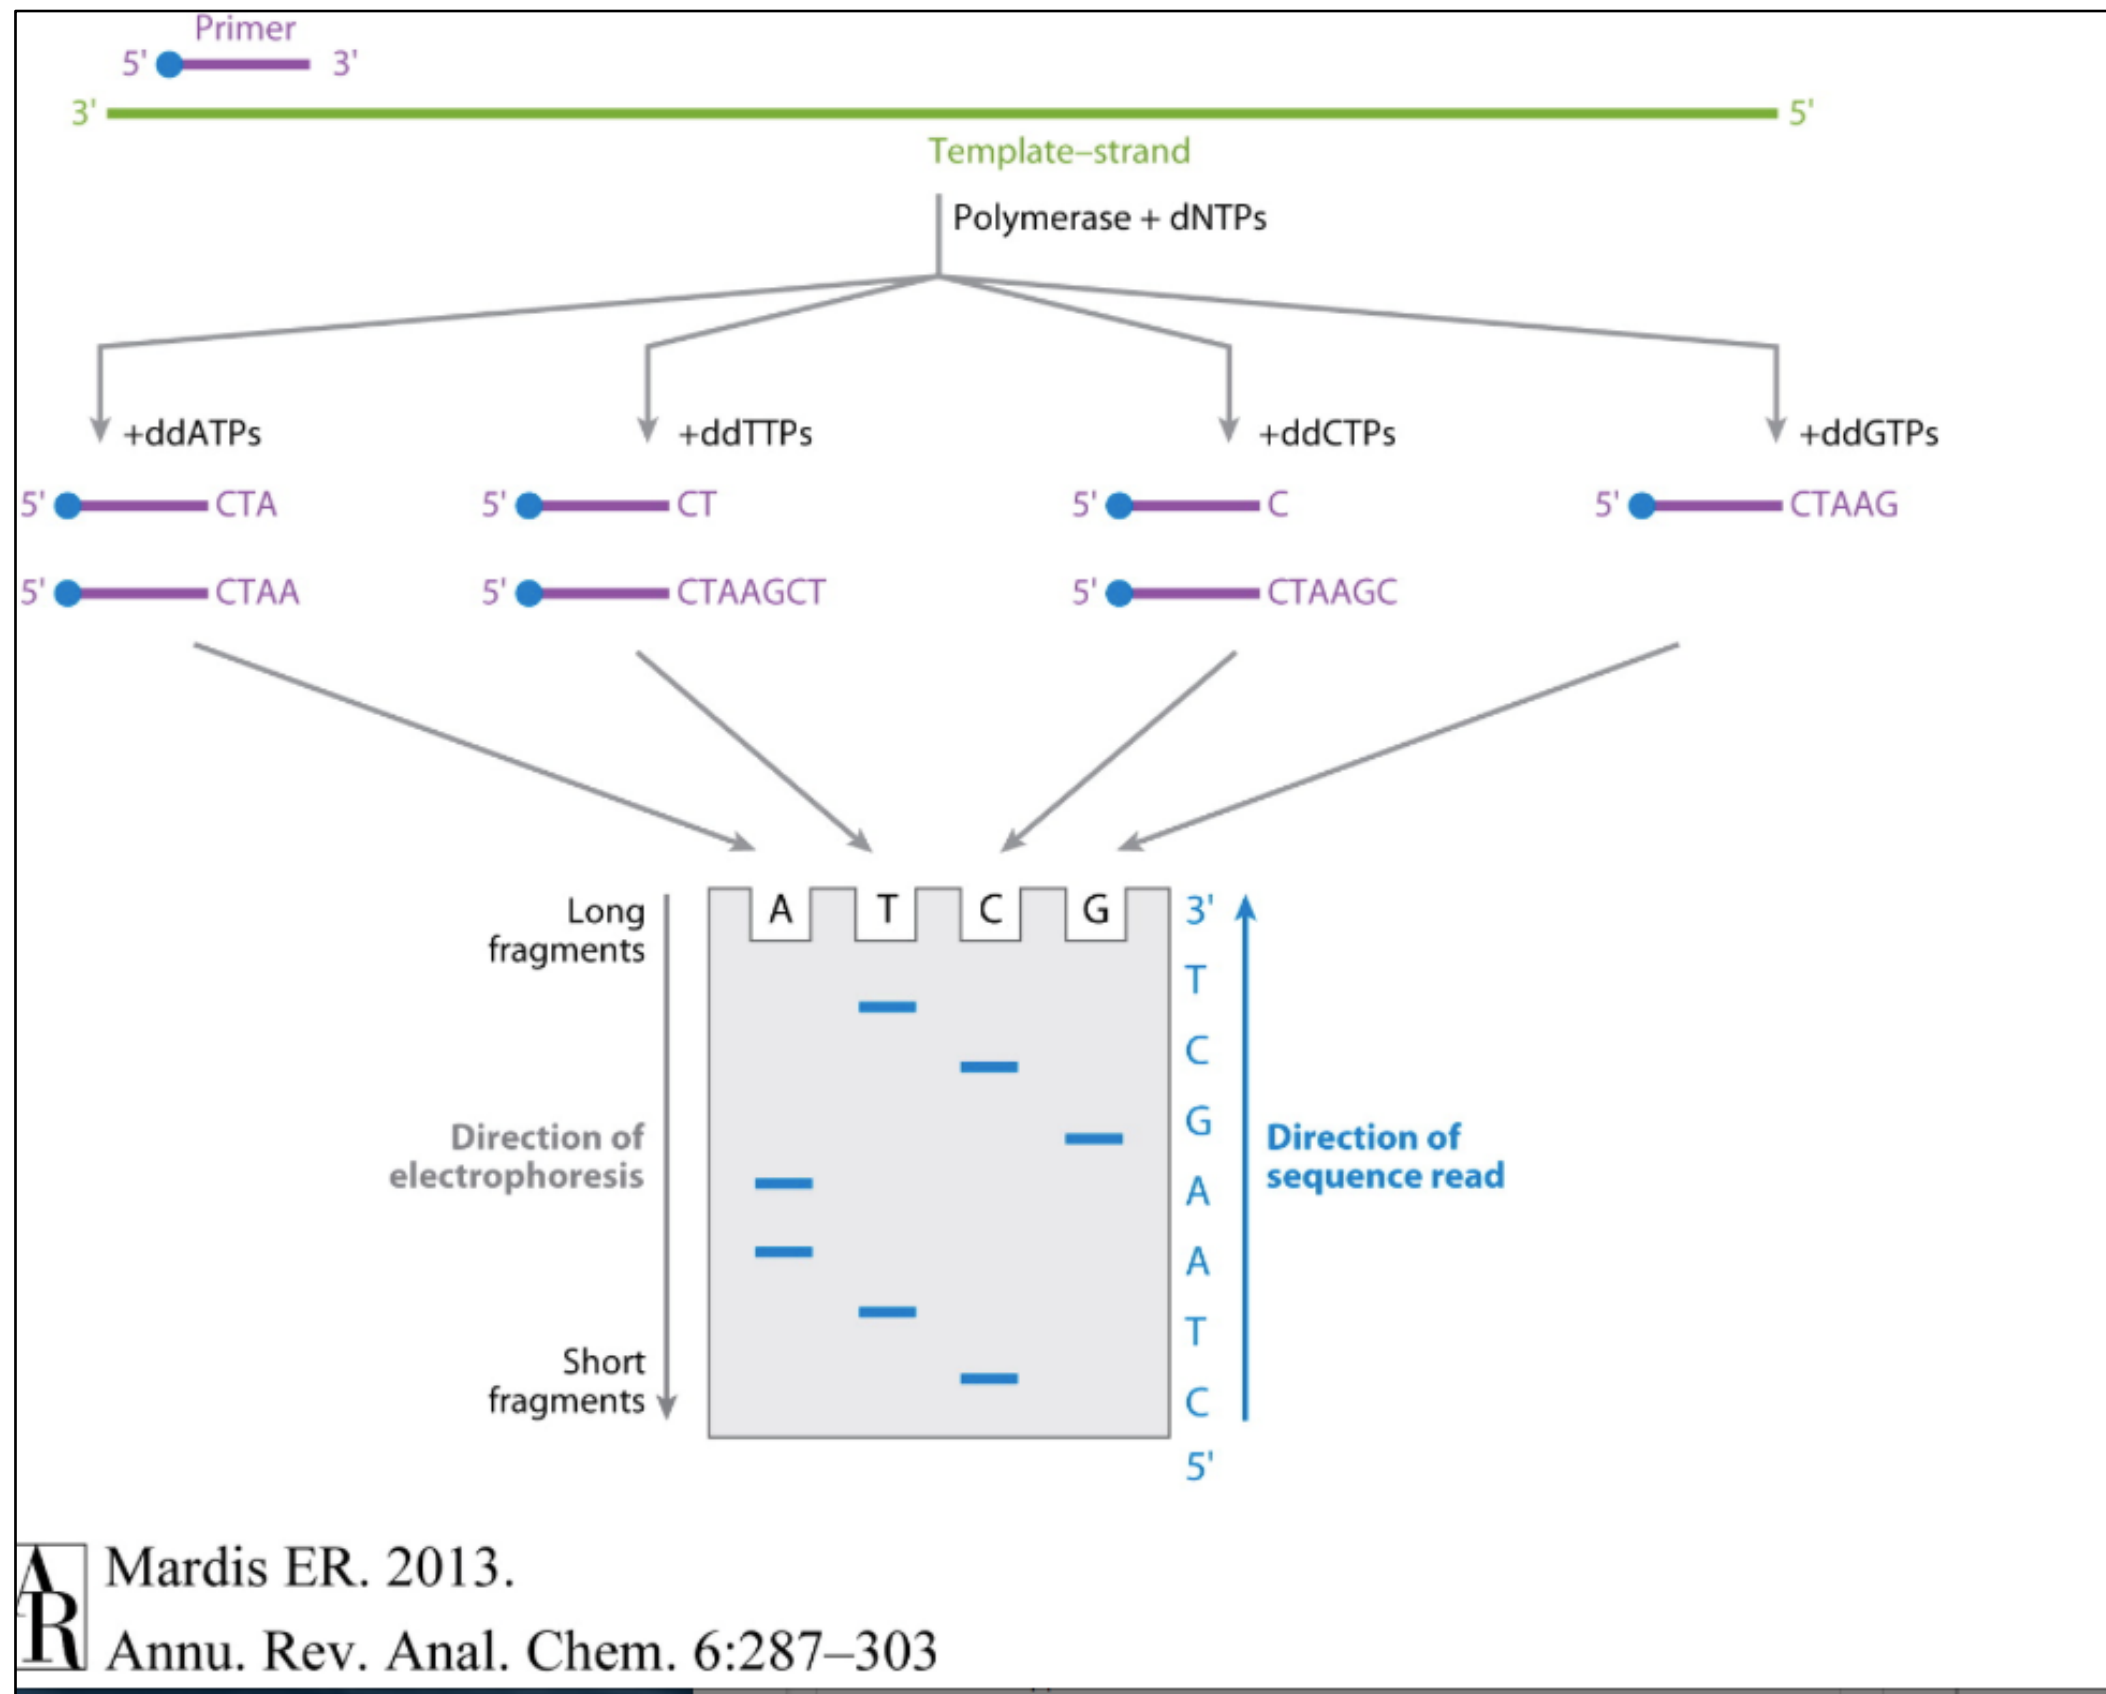 Primer
5' 3'
3' 5'
Template–strand
Polymerase + dNTPs
+ddATPs +ddTTPs +ddCTPs +ddGTPs
5' CTA 5' CT 5' C 5' CTAAG
5' CTAA 5' CTAAGCT 5' CTAAGC
A T C G
Long
fragments
Direction of
electrophoresis
Short
fragments
3'
T
C
G
A
A
T
C
5'
Direction of
sequence read
AR
Mardis ER. 2013.
Annu. Rev. Anal. Chem. 6:287–303